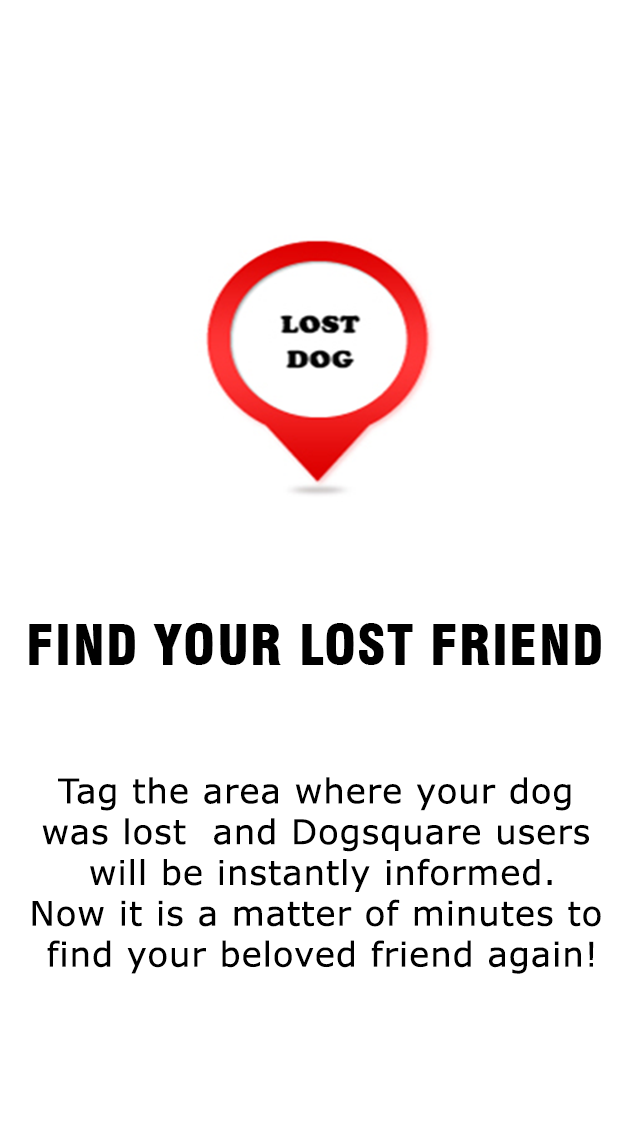 LOST
DOG
FIND YOUR LOST FRIEND
Tag the area where your dog
was lost  and Dogsquare users
will be instantly informed.
Now it is a matter of minutes to
find your beloved friend again!